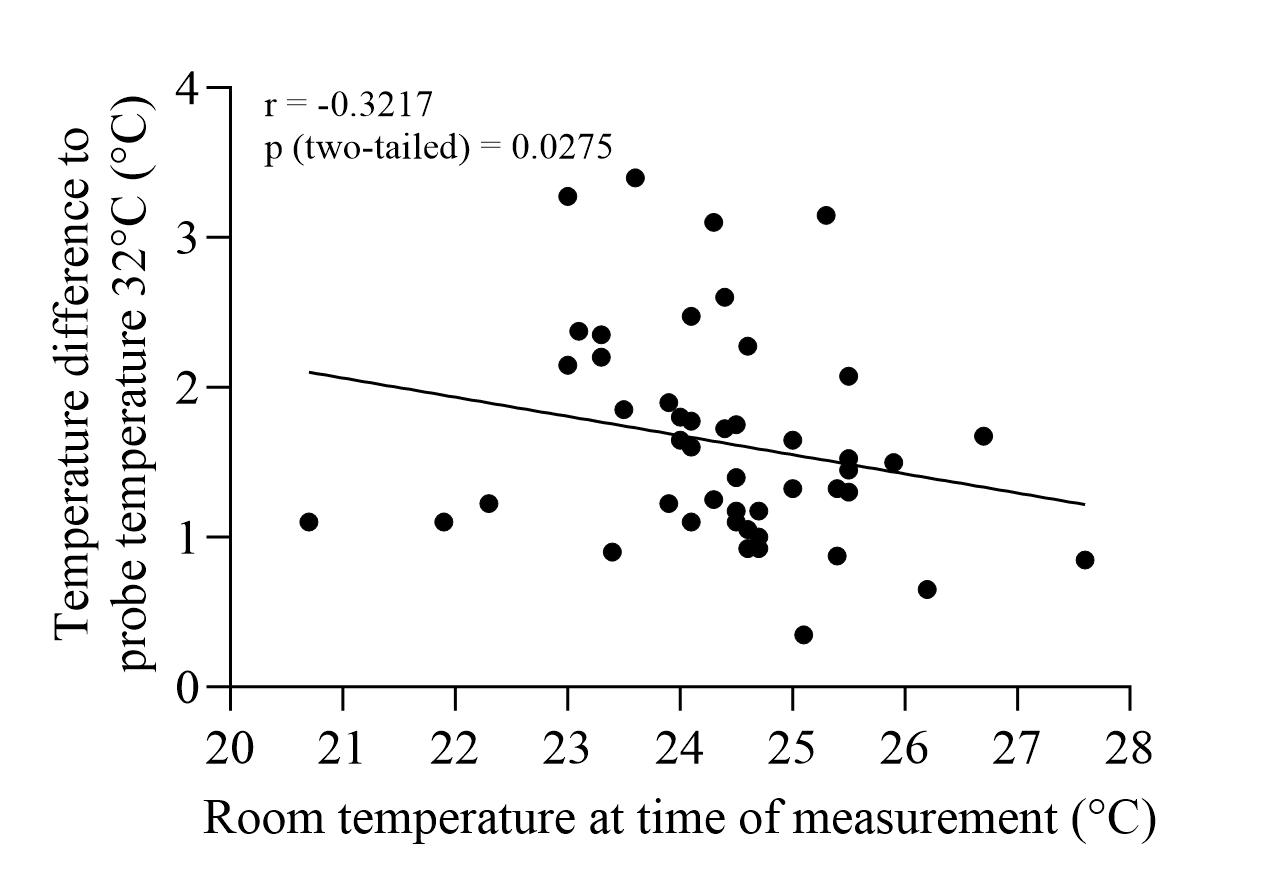 r = -0.3217
p (two-tailed) = 0.0275
Temperature difference to
probe temperature 32°C (°C)
4
3
2
1
0
20 21 22 23 24 25 26 27 28
Room temperature at time of measurement (°C)